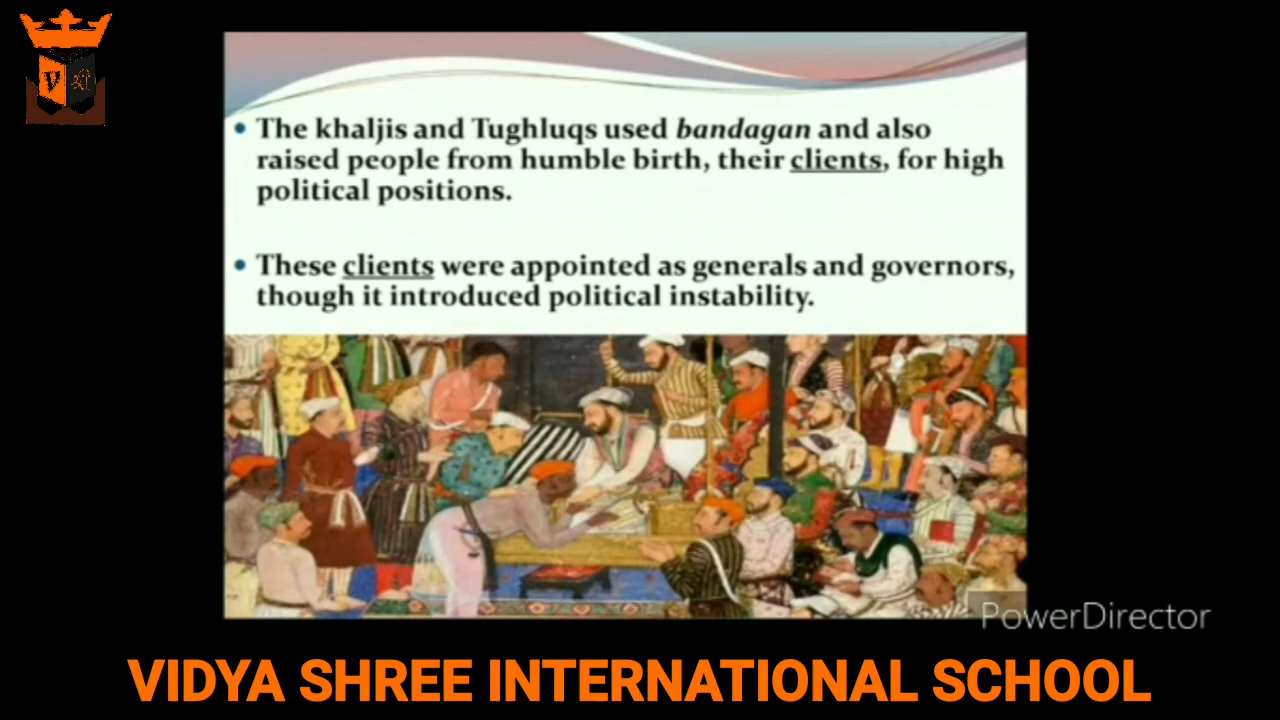 • The khaljis and Tughluqs used bandagan and also
raised people from humble birth, their clients, for high
political positions.
• These clients were appointed as generals and governors,
though it introduced political instability.
PowerDirector
VIDYA SHREE INTERNATIONAL SCHOOL